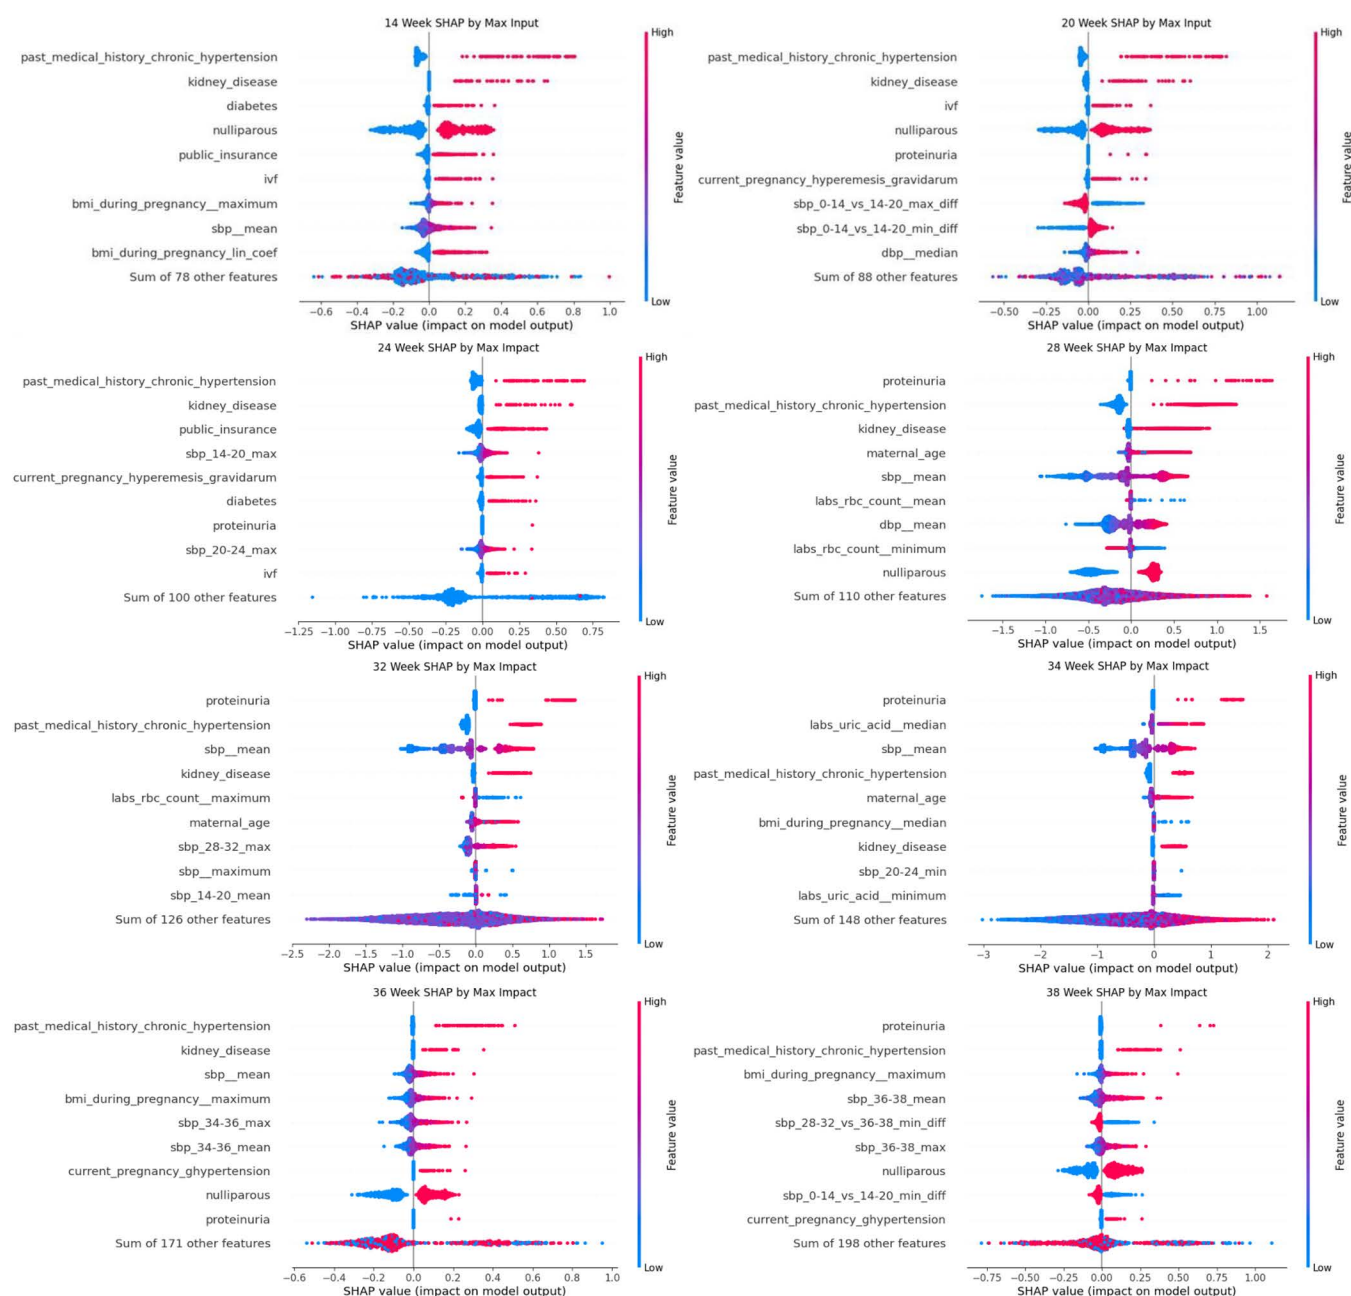 14 Week SHAP by Max Input
High
past_medical_history_chronic_hypertension
kidney_disease
diabetes
nulliparous
public_insurance
ivf
bmi_during_pregnancy__maximum
sbp__mean
bmi_during_pregnancy_lin_coef
Sum of 78 other features
Feature value
Low
−0.6 −0.4 −0.2 0.0 0.2 0.4 0.6 0.8 1.0
SHAP value (impact on model output)
20 Week SHAP by Max Input
High
past_medical_history_chronic_hypertension
kidney_disease
ivf
nulliparous
proteinuria
current_pregnancy_hyperemesis_gravidarum
sbp_0-14_vs_14-20_max_diff
sbp_0-14_vs_14-20_min_diff
dbp__median
Sum of 88 other features
Feature value
Low
−0.50 −0.25 0.00 0.25 0.50 0.75 1.00
SHAP value (impact on model output)
24 Week SHAP by Max Impact
High
past_medical_history_chronic_hypertension
kidney_disease
public_insurance
sbp_14-20_max
current_pregnancy_hyperemesis_gravidarum
diabetes
proteinuria
sbp_20-24_max
ivf
Sum of 100 other features
Feature value
Low
−1.25 −1.00 −0.75 −0.50 −0.25 0.00 0.25 0.50 0.75
SHAP value (impact on model output)
28 Week SHAP by Max Impact
High
proteinuria
past_medical_history_chronic_hypertension
kidney_disease
maternal_age
sbp__mean
labs_rbc_count__mean
dbp__mean
labs_rbc_count__minimum
nulliparous
Sum of 110 other features
Feature value
Low
−1.5 −1.0 −0.5 0.0 0.5 1.0 1.5
SHAP value (impact on model output)
32 Week SHAP by Max Impact
High
proteinuria
past_medical_history_chronic_hypertension
sbp__mean
kidney_disease
labs_rbc_count__maximum
maternal_age
sbp_28-32_max
sbp__maximum
sbp_14-20_mean
Sum of 126 other features
Feature value
Low
−2.5 −2.0 −1.5 −1.0 −0.5 0.0 0.5 1.0 1.5
SHAP value (impact on model output)
34 Week SHAP by Max Impact
High
proteinuria
labs_uric_acid__median
sbp__mean
past_medical_history_chronic_hypertension
maternal_age
bmi_during_pregnancy__median
kidney_disease
sbp_20-24_min
labs_uric_acid__minimum
Sum of 148 other features
Feature value
Low
−3 −2 −1 0 1 2
SHAP value (impact on model output)
36 Week SHAP by Max Impact
High
past_medical_history_chronic_hypertension
kidney_disease
sbp__mean
bmi_during_pregnancy__maximum
sbp_34-36_max
sbp_34-36_mean
current_pregnancy_ghypertension
nulliparous
proteinuria
Sum of 171 other features
Feature value
Low
−0.6 −0.4 −0.2 0.0 0.2 0.4 0.6 0.8 1.0
SHAP value (impact on model output)
38 Week SHAP by Max Impact
High
proteinuria
past_medical_history_chronic_hypertension
bmi_during_pregnancy__maximum
sbp_36-38_mean
sbp_28-32_vs_36-38_min_diff
sbp_36-38_max
nulliparous
sbp_0-14_vs_14-20_min_diff
current_pregnancy_ghypertension
Sum of 198 other features
Feature value
Low
−0.75 −0.50 −0.25 0.00 0.25 0.50 0.75 1.00
SHAP value (impact on model output)